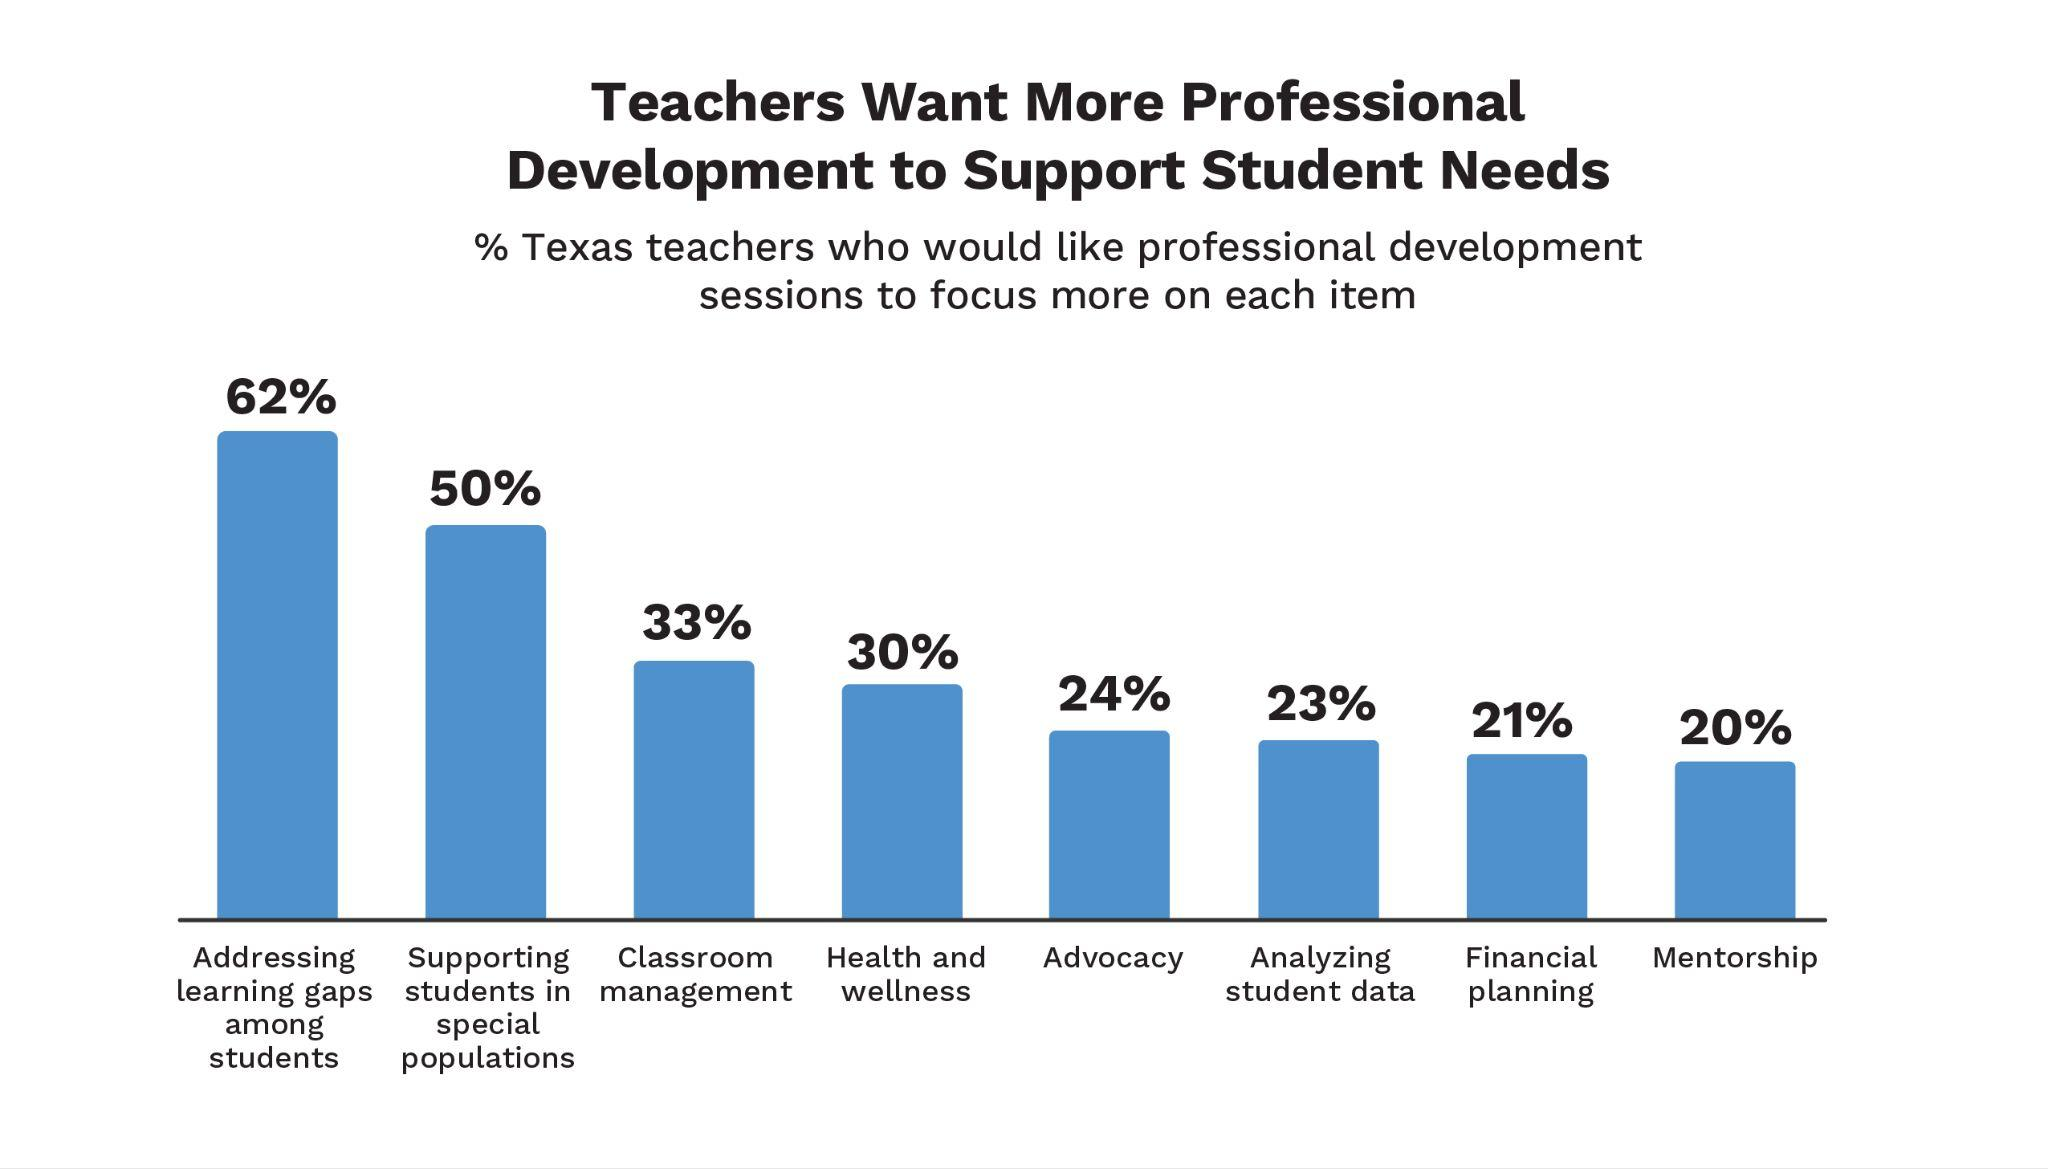 Teachers Want More Professional
Development to Support Student Needs
% Texas teachers who would like professional development
sessions to focus more on each item
62%
50%
33%
30%
24%
23%
21%
20%
Addressing
learning gaps
among
students
Supporting
students in
special
populations
Classroom
management
Health and
wellness
Advocacy
Analyzing
student data
Financial
planning
Mentorship